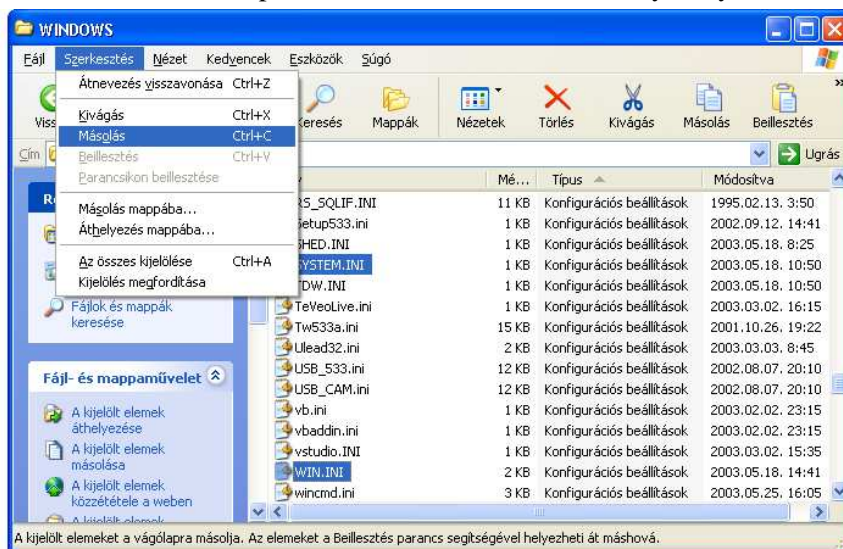 WINDOWS
Fájl Szerkesztés Nézet Kedvencek Eszközök Súgó
Keresés Mappák Nézetek Törlés Kivágás Másolás Beillesztés
Cím Ugrás
Átnevezés visszavonása Ctrl+Z
Kivágás Ctrl+X
Másolás Ctrl+C
Beillesztés Ctrl+V
Parancsikon beillesztése
Másolás mappába...
Áthelyezés mappába...
Az összes kijelölése Ctrl+A
Kijelölés megfordítása
Fájlok és mappák
keresése
Fájl- és mappaművelet
A kijelölt elemek
áthelyezése
A kijelölt elemek
másolása
A kijelölt elemek
közzététele a weben
Mé... Típus Módosítva
RS_SQLIF.INI 11 KB Konfigurációs beállítások 1995.02.13. 3:50
Setup533.ini 1 KB Konfigurációs beállítások 2002.09.12. 14:41
SHED.INI 1 KB Konfigurációs beállítások 2003.05.18. 8:25
SYSTEM.INI 1 KB Konfigurációs beállítások 2003.05.18. 10:50
TDW.INI 1 KB Konfigurációs beállítások 2003.05.18. 10:50
TeVeoLive.ini 1 KB Konfigurációs beállítások 2003.03.02. 16:15
Tw533a.ini 15 KB Konfigurációs beállítások 2001.10.26. 19:22
Ulead32.ini 2 KB Konfigurációs beállítások 2003.03.03. 8:45
USB_533.ini 12 KB Konfigurációs beállítások 2002.08.07. 20:10
USB_CAM.ini 12 KB Konfigurációs beállítások 2002.08.07. 20:10
vb.ini 1 KB Konfigurációs beállítások 2003.02.02. 23:15
vbaddin.ini 1 KB Konfigurációs beállítások 2003.02.02. 23:15
vstudio.INI 1 KB Konfigurációs beállítások 2003.03.02. 15:35
WIN.INI 2 KB Konfigurációs beállítások 2003.05.18. 14:41
wincmd.ini 3 KB Konfigurációs beállítások 2003.05.25. 16:05
A kijelölt elemeket a vágólapra másolja. Az elemeket a Beillesztés parancs segítségével helyezheti át máshová.